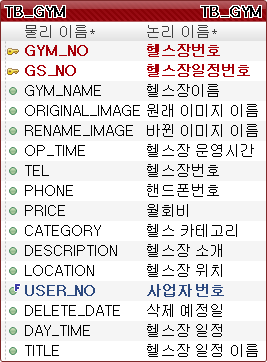 TB_GYM TB_GYM
물리 이름* 논리 이름*
GYM_NO 헬스장번호
GS_NO 헬스장일정번호
GYM_NAME 헬스장이름
ORIGINAL_IMAGE 원래 이미지 이름
RENAME_IMAGE 바뀐 이미지 이름
OP_TIME 헬스장 운영시간
TEL 헬스장번호
PHONE 핸드폰번호
PRICE 월회비
CATEGORY 헬스 카테고리
DESCRIPTION 헬스장 소개
LOCATION 헬스장 위치
F USER_NO 사업자번호
DELETE_DATE 삭제 예정일
DAY_TIME 헬스장 일정
TITLE 헬스장 일정 이름